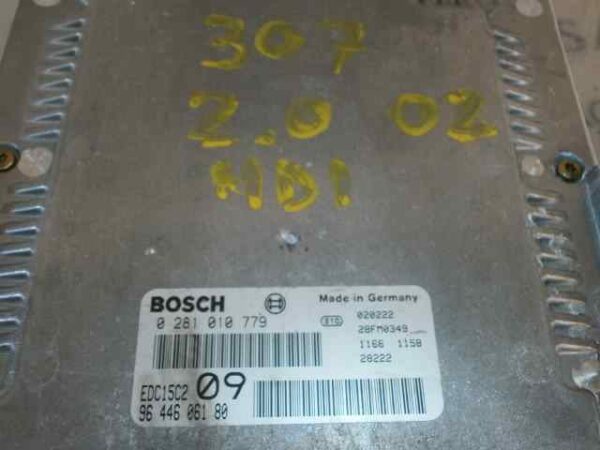 307
2.0 02
HDI
BOSCH
Made in Germany
0 281 010 779
020222
28FM0349
1166 1158
28222
EDC15C2 09
96 446 061 80